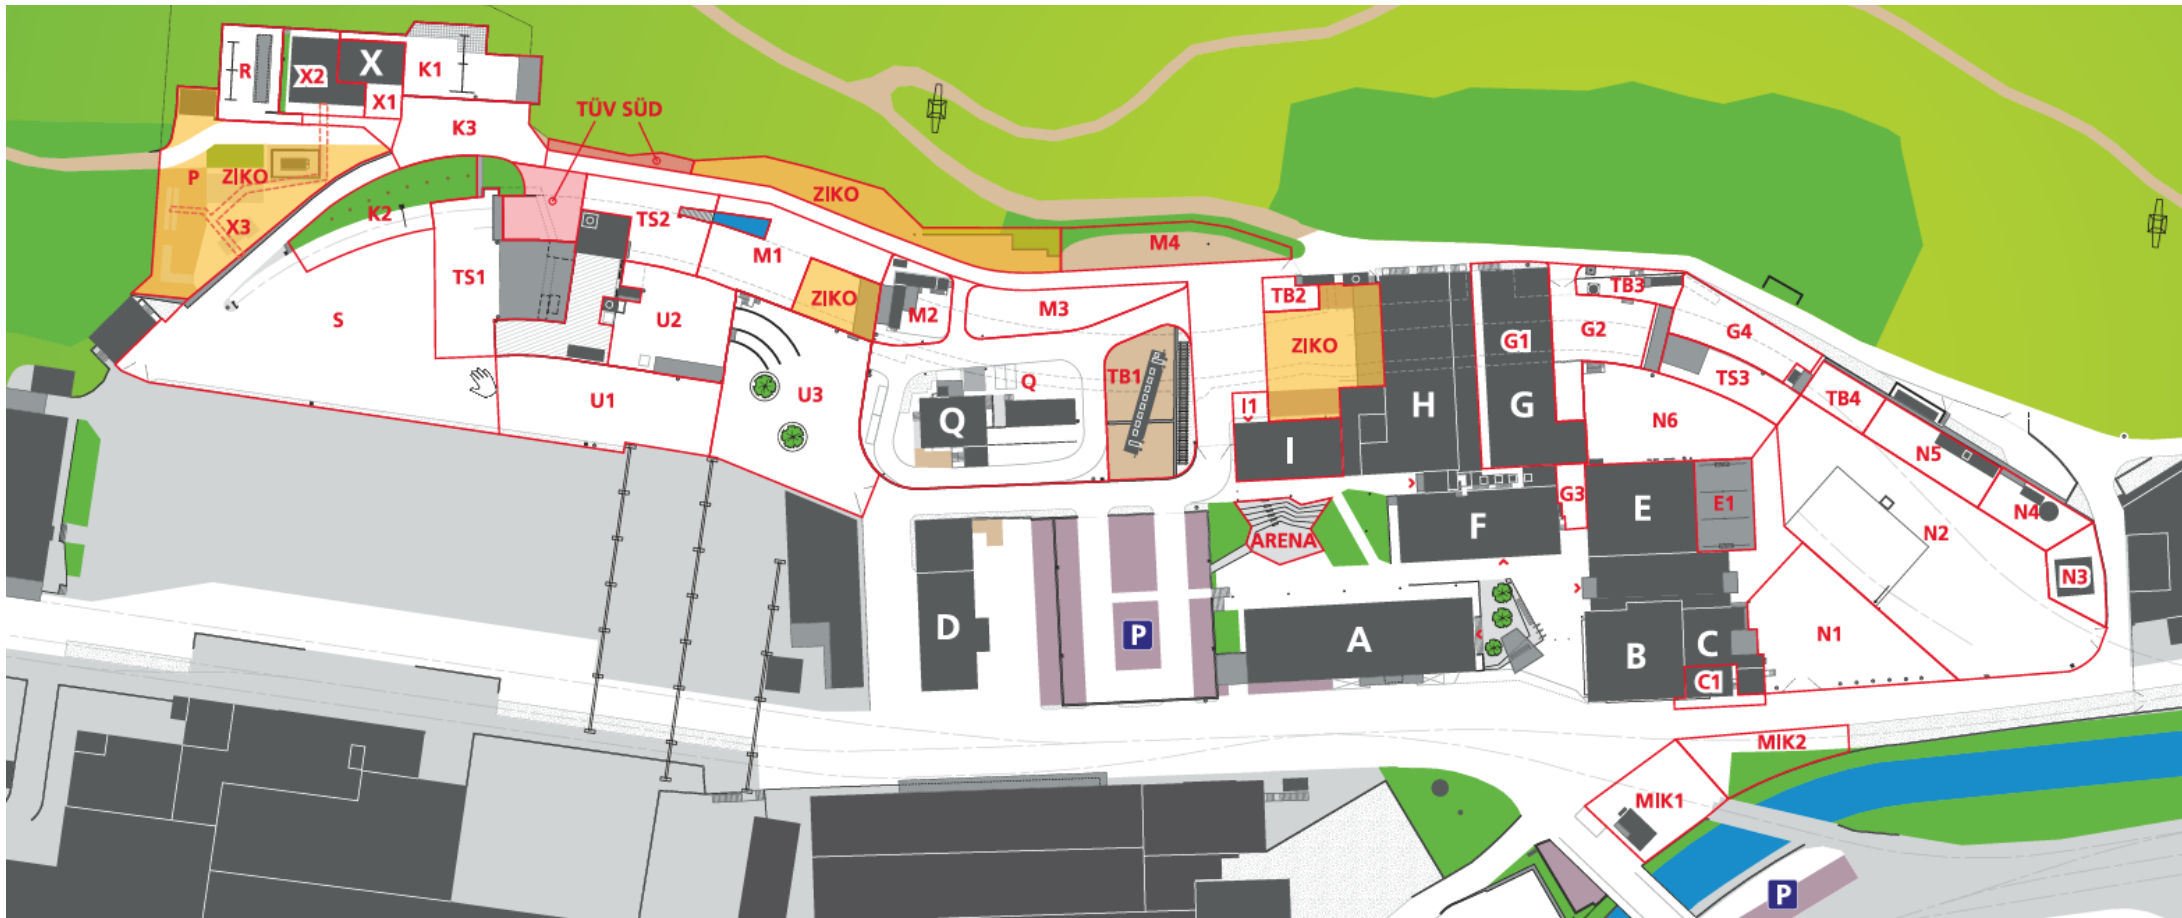 R
X2
X
X1
K1
TÜV SÜD
K3
P
ZIKO
X3
K2
ZIKO
M4
TS2
TS1
M1
ZIKO
M2
M3
S
U2
U1
U3
Q
Q
TB1
TB2
ZIKO
I1
I
H
G1
G
TB3
G2
G4
TS3
TB4
N6
N5
N4
N2
N3
N1
G3
E
E1
F
ARENA
D
P
A
B
C
C1
MIK2
MIK1
P